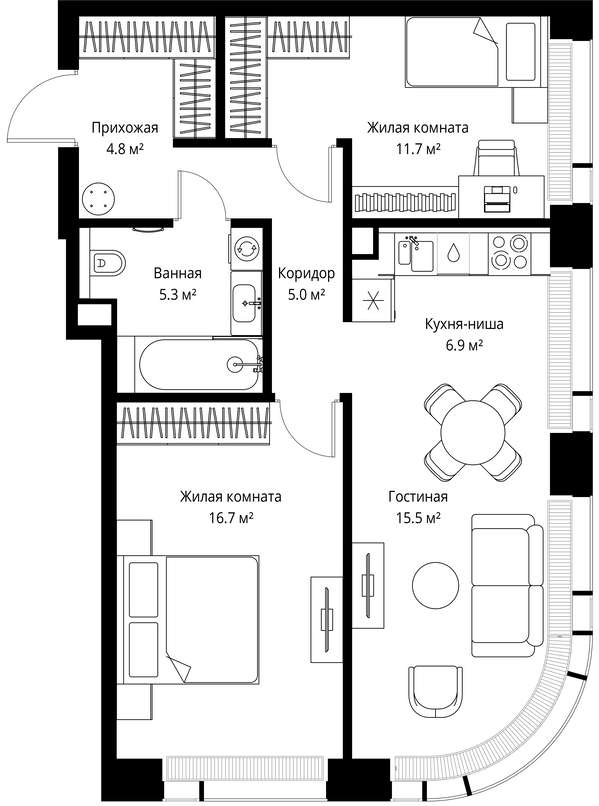 Прихожая
4.8 м²
Жилая комната
11.7 м²
Ванная
5.3 м²
Коридор
5.0 м²
Кухня-ниша
6.9 м²
Жилая комната
16.7 м²
Гостиная
15.5 м²